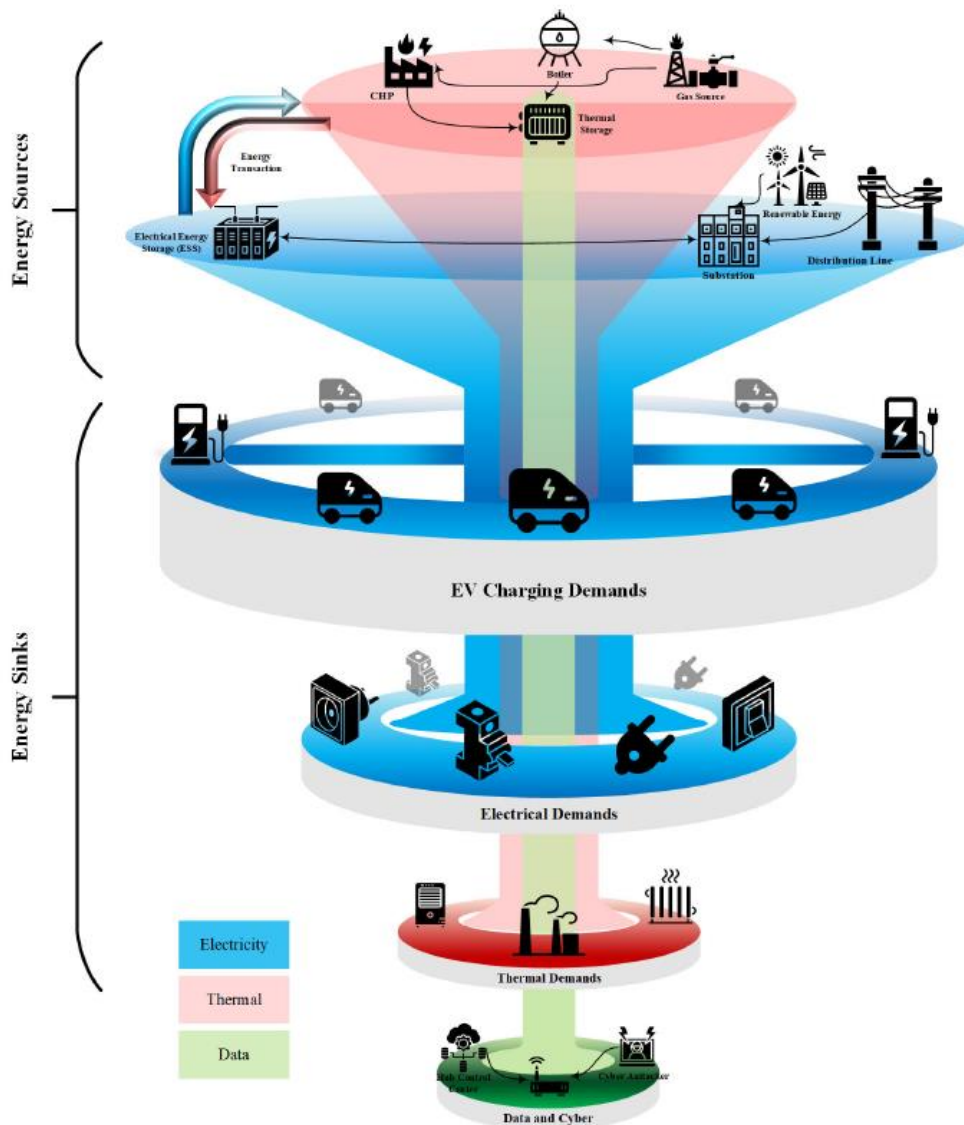 Energy Sources
Boiler
CHP
Gas Source
Thermal
Storage
Energy
Transaction
Renewable Energy
Electrical Energy
Storage (ESS)
Substation
Distribution Line
Energy Sinks
EV Charging Demands
Electrical Demands
Electricity
Thermal Demands
Thermal
Data
Hub Control
Center
Cyber Attacker
Data and Cyber